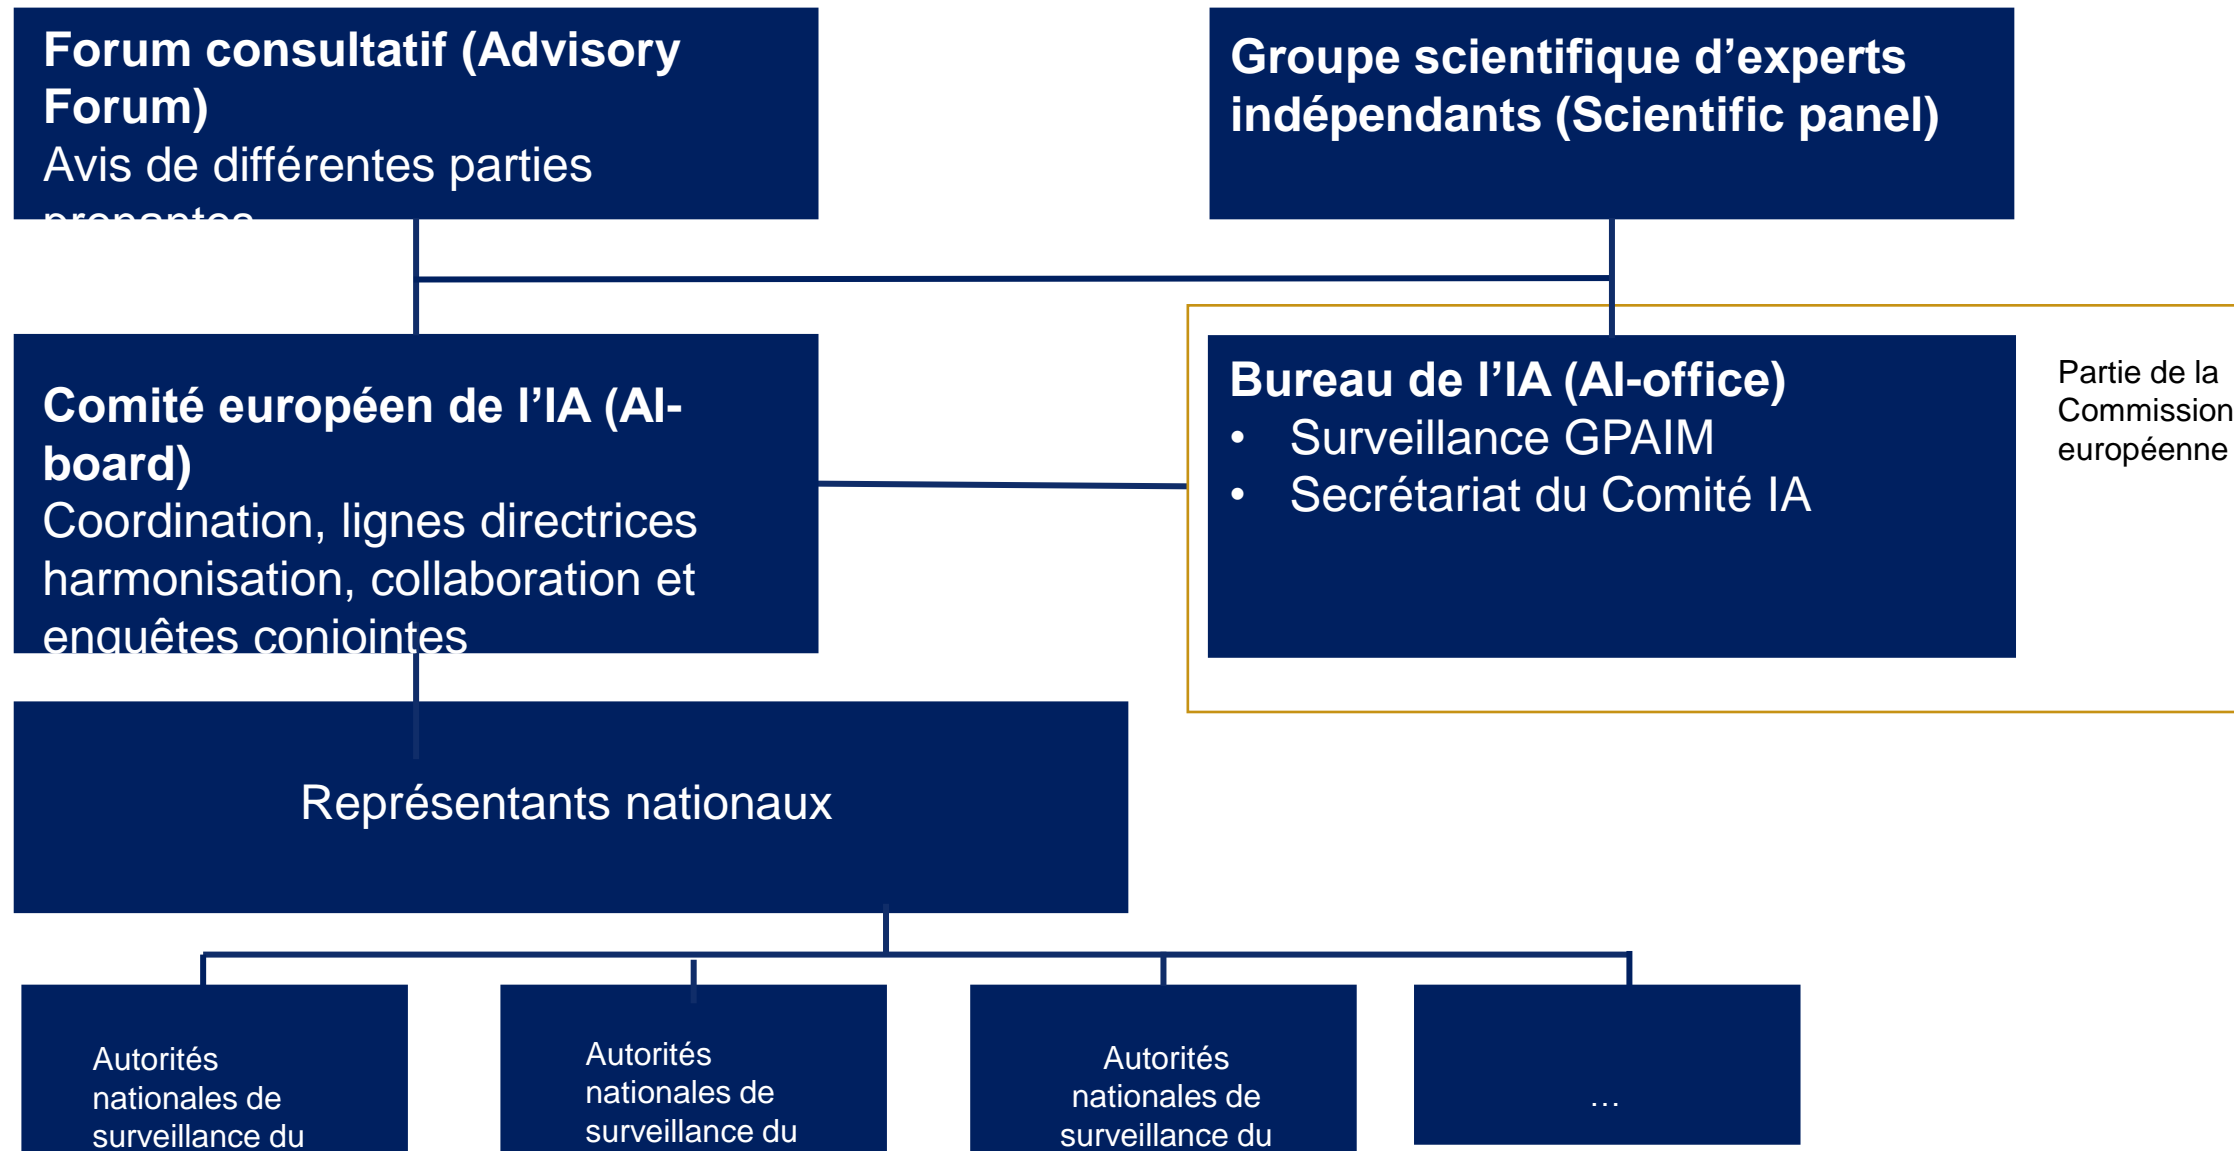 Forum consultatif (Advisory
Forum)
Avis de différentes parties
prenantes
Groupe scientifique d’experts
indépendants (Scientific panel)
Comité européen de l’IA (AI-
board)
Coordination, lignes directrices
harmonisation, collaboration et
enquêtes conjointes
Bureau de l’IA (AI-office)
• Surveillance GPAIM
• Secrétariat du Comité IA
Partie de la
Commission
européenne
Représentants nationaux
Autorités
nationales de
surveillance du
Autorités
nationales de
surveillance du
Autorités
nationales de
surveillance du
…